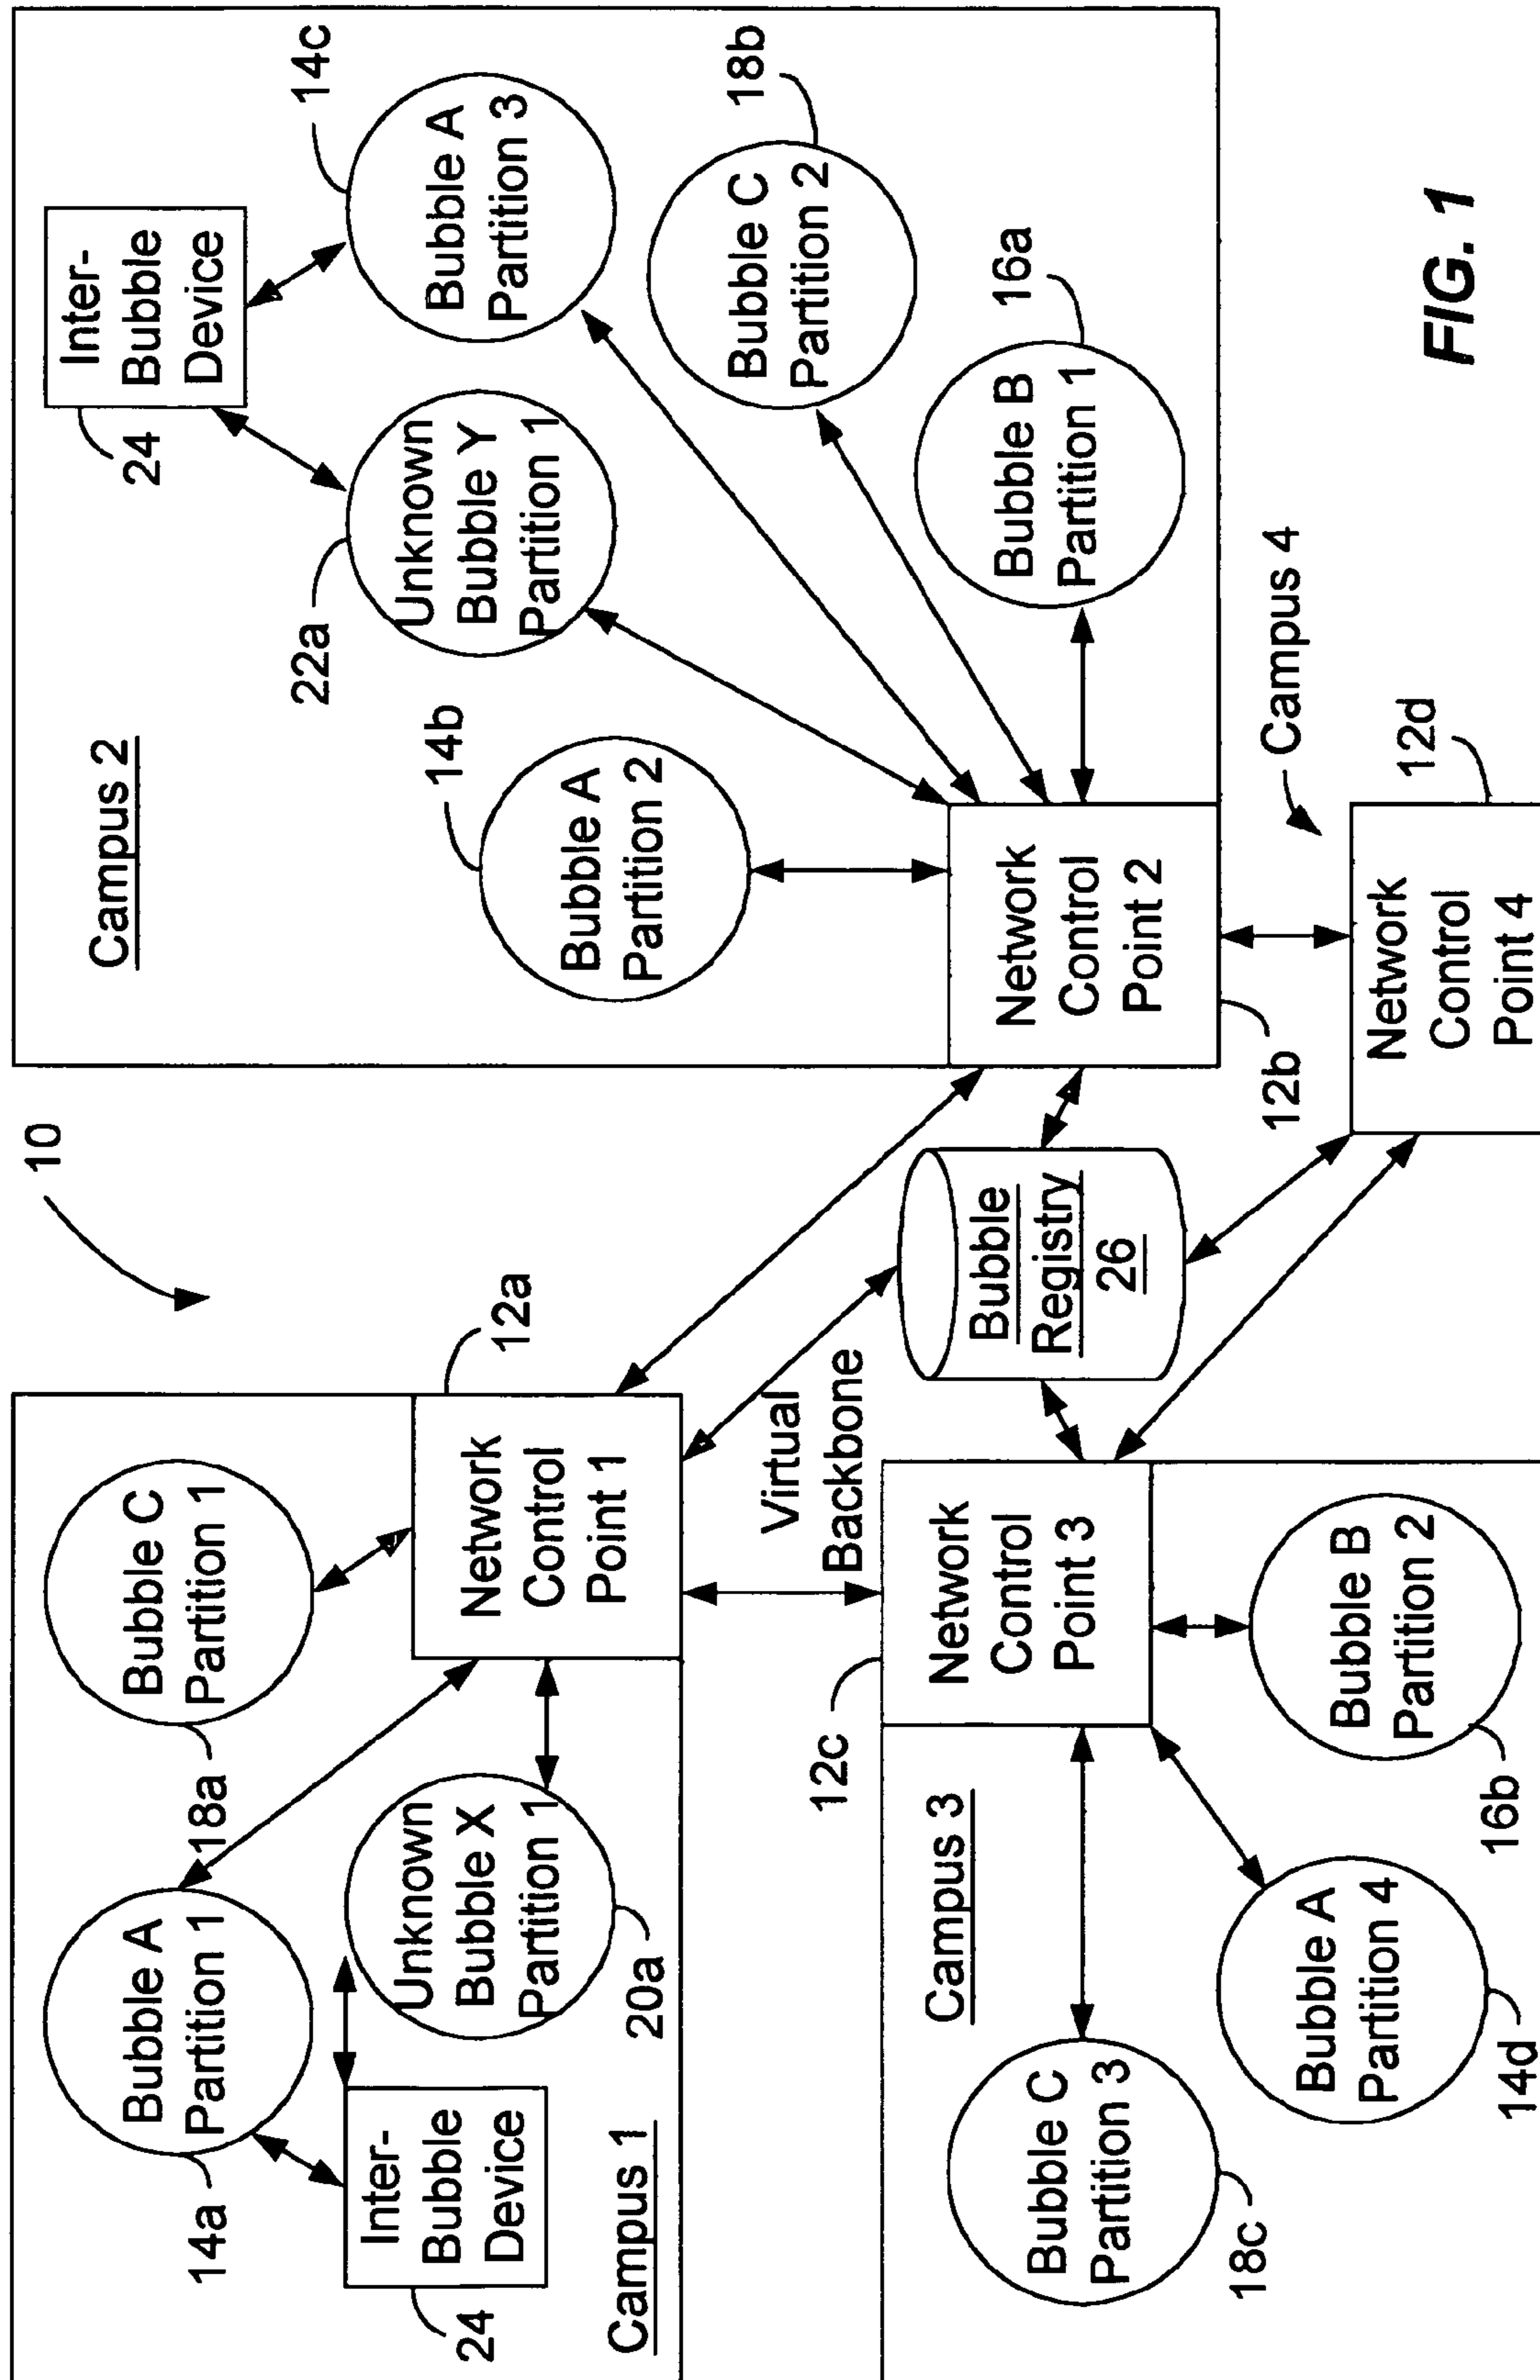 10
Campus 1
Bubble A
Partition 1
14a
Bubble C
Partition 1
18a
Unknown
Bubble X
Partition 1
20a
Inter-
Bubble
Device
24
Network
Control
Point 1
12a
Campus 2
Inter-
Bubble
Device
24
Unknown
Bubble Y
Partition 1
22a
Bubble A
Partition 3
14c
Bubble A
Partition 2
14b
Bubble C
Partition 2
18b
Bubble B
Partition 1
16a
Network
Control
Point 2
12b
Virtual
Backbone
Bubble
Registry
26
Campus 3
Network
Control
Point 3
12c
Bubble C
Partition 3
18c
Bubble A
Partition 4
14d
Bubble B
Partition 2
16b
Campus 4
Network
Control
Point 4
12d
FIG. 1